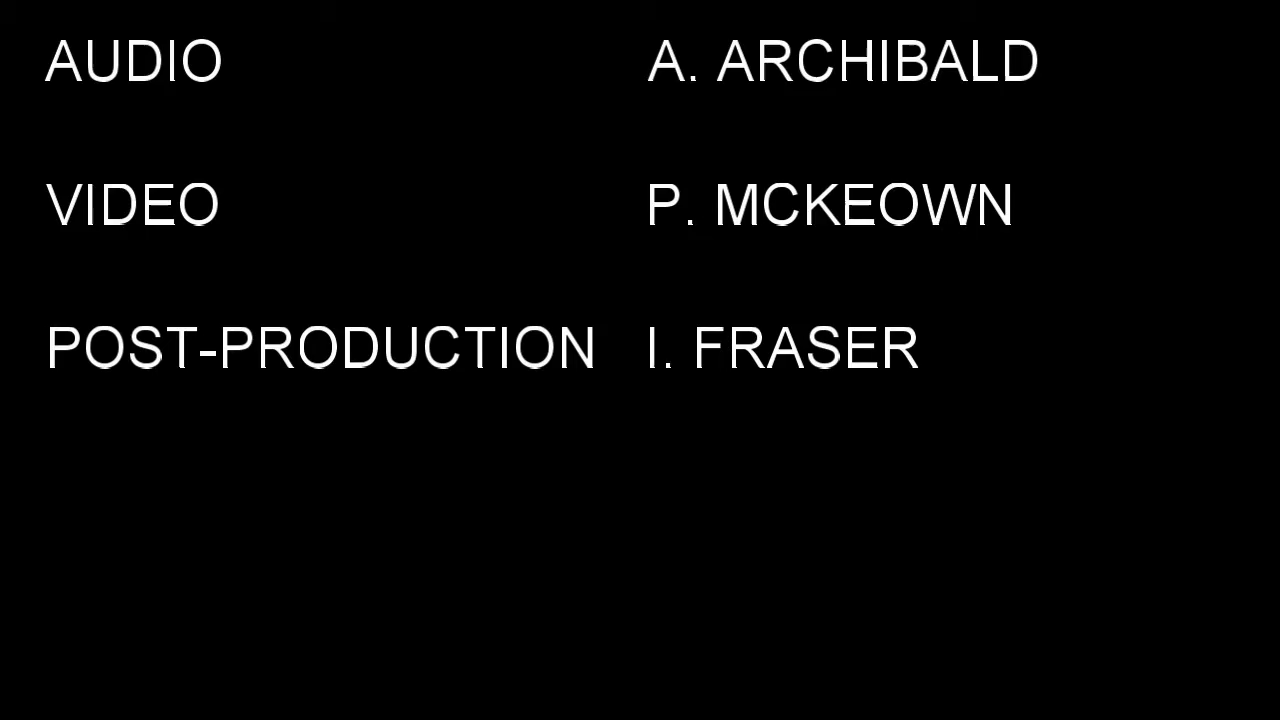 AUDIO A. ARCHIBALD
VIDEO P. MCKEOWN
POST-PRODUCTION I. FRASER